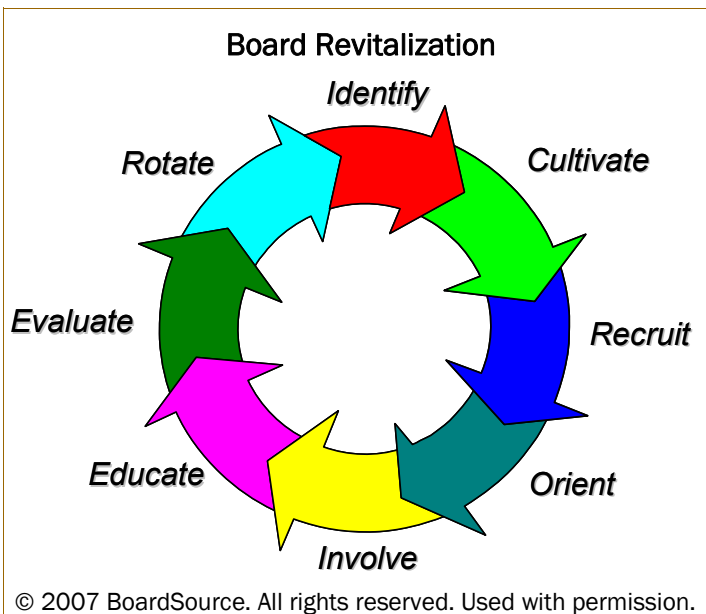 Board Revitalization
Identify
Cultivate
Recruit
Orient
Involve
Educate
Evaluate
Rotate
© 2007 BoardSource. All rights reserved. Used with permission.